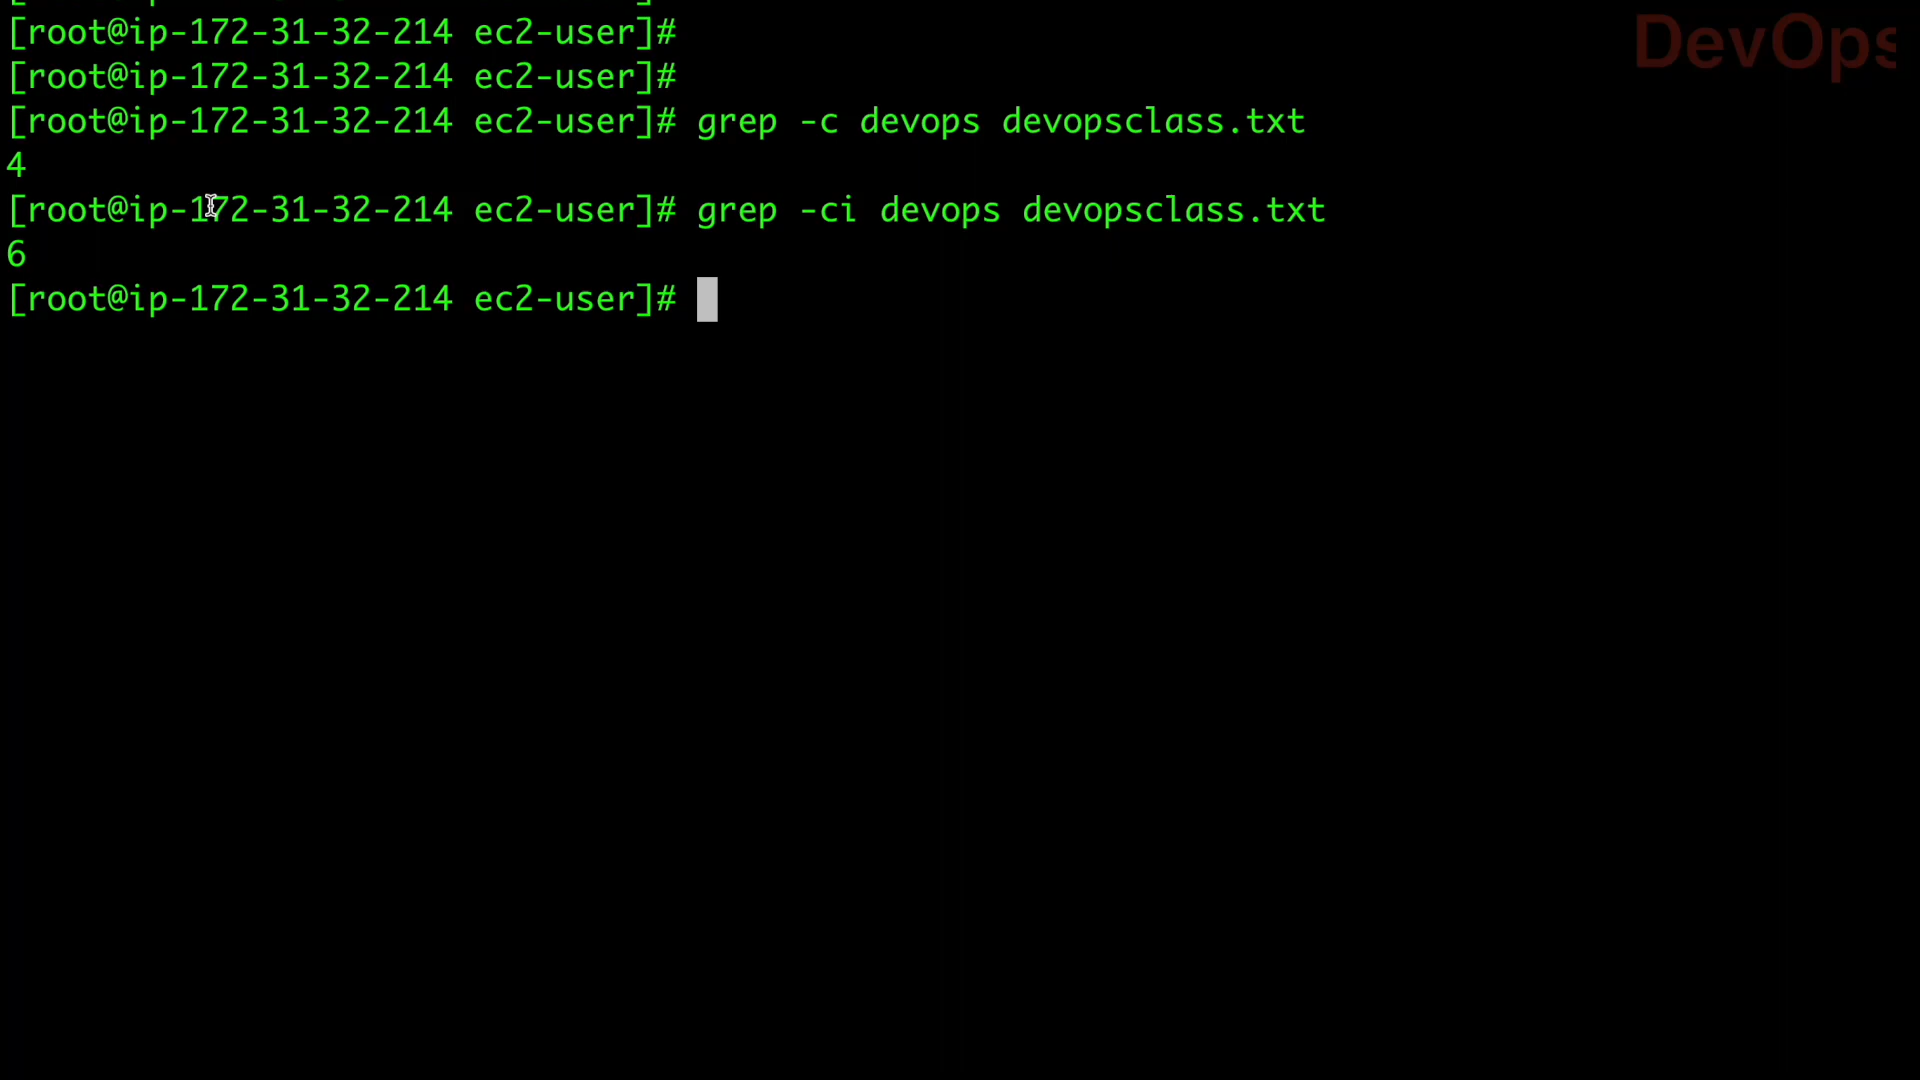 [root@ip-172-31-32-214 ec2-user]#
[root@ip-172-31-32-214 ec2-user]#
[root@ip-172-31-32-214 ec2-user]# grep -c devops devopsclass.txt
4
[root@ip-172-31-32-214 ec2-user]# grep -ci devops devopsclass.txt
6
[root@ip-172-31-32-214 ec2-user]#
DevOps